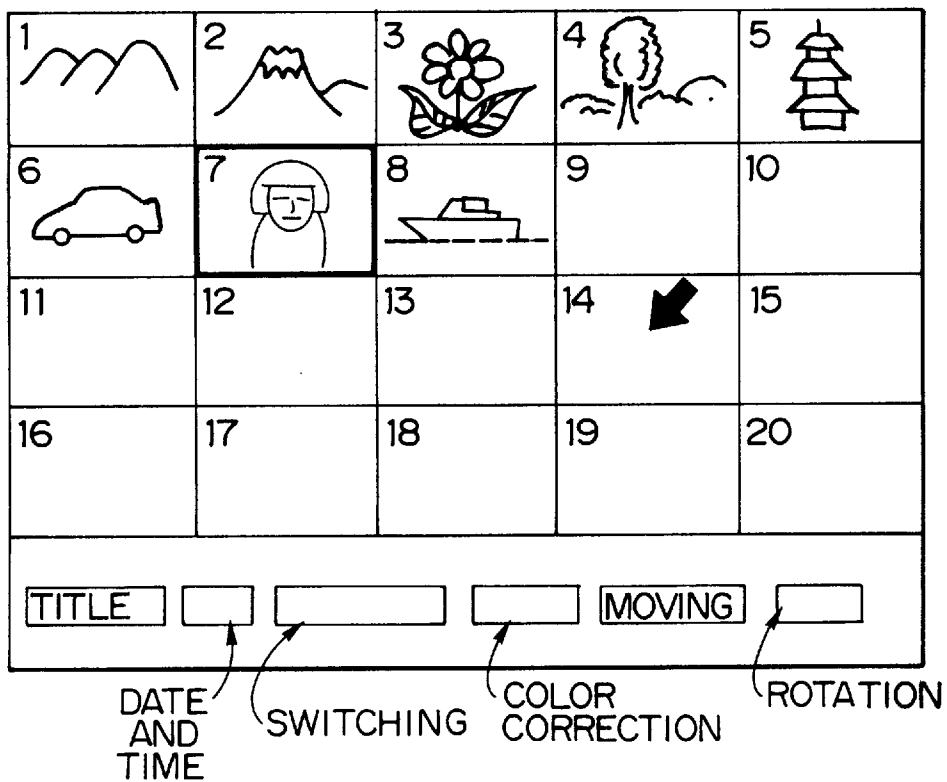 1 2 3 4 5
6 7 8 9 10
11 12 13 14 15
16 17 18 19 20
TITLE MOVING
DATE
AND
TIME
SWITCHING
COLOR
CORRECTION
ROTATION